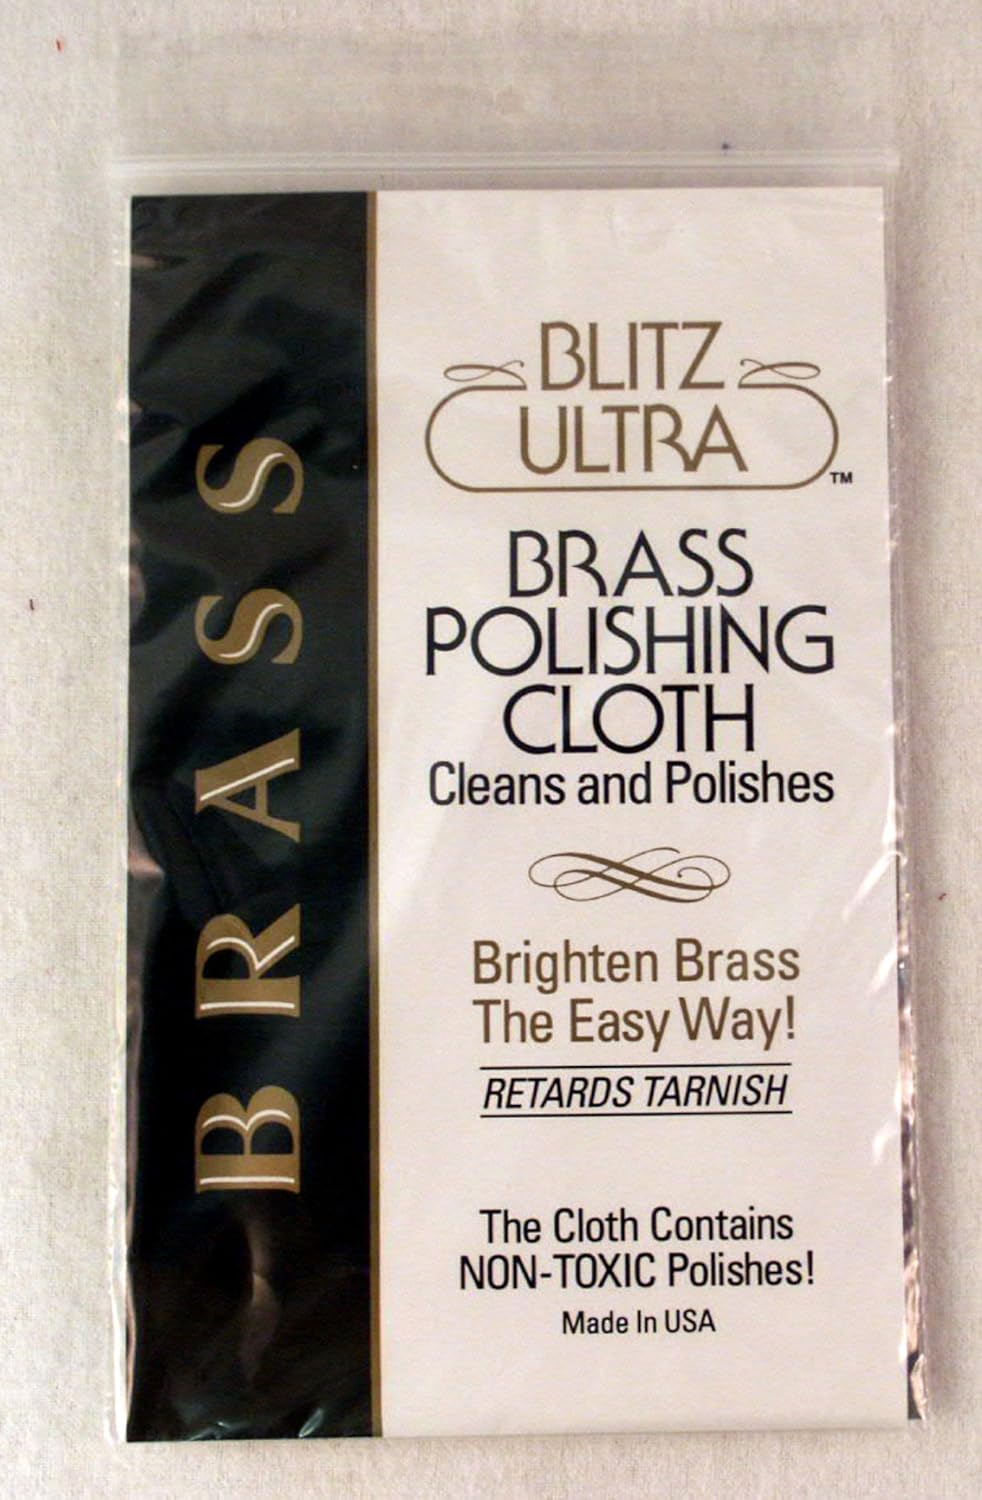 BRASS
BLITZ
ULTRA
TM
BRASS
POLISHING
CLOTH
Cleans and Polishes
Brighten Brass
The Easy Way!
RETARDS TARNISH
The Cloth Contains
NON-TOXIC Polishes!
Made In USA